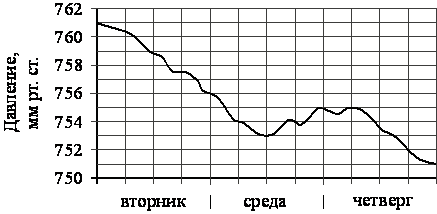 Давление,
мм рт. ст.
762
760
758
756
754
752
750
вторник
среда
четверг